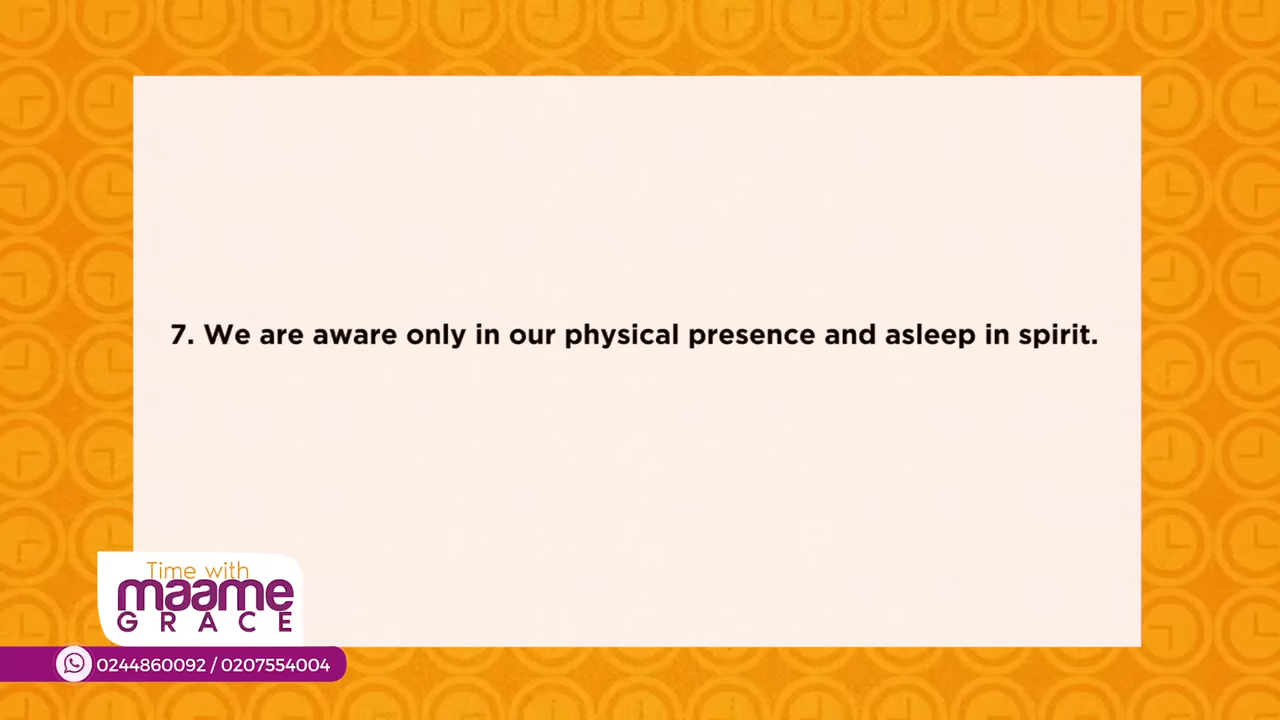 7. We are aware only in our physical presence and asleep in spirit.
Time with
maame
GRACE
0244860092 / 0207554004